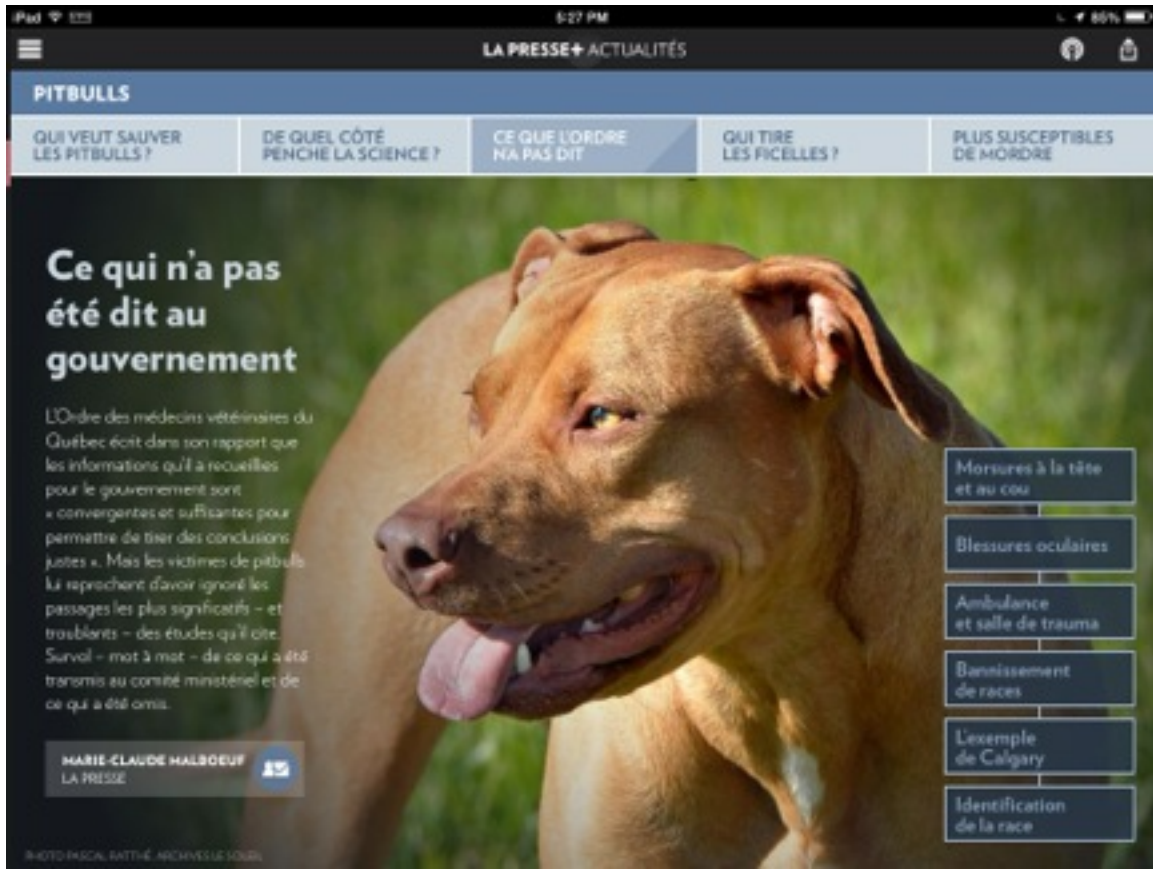 iPad
5:27 PM
86%
LA PRESSE+ ACTUALITÉS
PITBULLS
QUI VEUT SAUVER
LES PITBULLS ?
DE QUEL CÔTÉ
PENCHE LA SCIENCE ?
CE QUE L'ORDRE
N'A PAS DIT
QUI TIRE
LES FICELLES ?
PLUS SUSCEPTIBLES
DE MORDRE
Ce qui n'a pas
été dit au
gouvernement
L'Ordre des médecins vétérinaires du
Québec écrit dans son rapport que
les informations qu'il a recueillies
pour le gouvernement sont
« convergentes et suffisantes pour
permettre de tirer des conclusions
justes ». Mais les victimes de pitbulls
lui reprochent d'avoir ignoré les
passages les plus significatifs – et
troublants – des études qu'il cite.
Survol – mot à mot – de ce qui a été
transmis au comité ministériel et de
ce qui a été omis.
MARIE-CLAUDE MALBOEUF
LA PRESSE
Morsures à la tête
et au cou
Blessures oculaires
Ambulance
et salle de trauma
Bannissement
de races
L'exemple
de Calgary
Identification
de la race
PHOTO PASCAL RATTHÉ, ARCHIVES LE SOLEIL